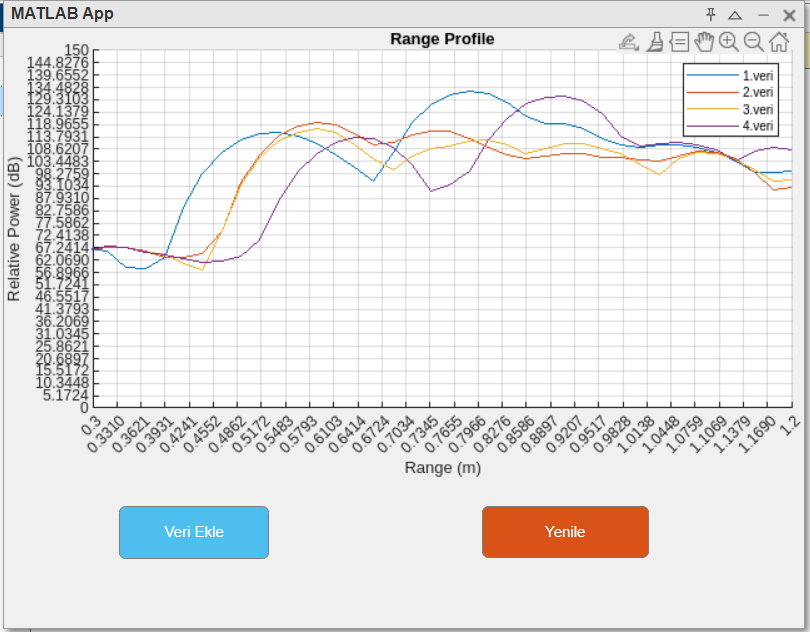 MATLAB App
Range Profile
150
144.8276
139.6552
134.4828
129.3103
124.1379
118.9655
113.7931
108.6207
103.4483
98.2759
93.1034
87.9310
82.7586
77.5862
72.4138
67.2414
62.0690
56.8966
51.7241
46.5517
41.3793
36.2069
31.0345
25.8621
20.6897
15.5172
10.3448
5.1724
0
Relative Power (dB)
1.veri
2.veri
3.veri
4.veri
0.3 0.3310 0.3621 0.3931 0.4241 0.4552 0.4862 0.5172 0.5483 0.5793 0.6103 0.6414 0.6724 0.7034 0.7345 0.7655 0.7966 0.8276 0.8586 0.8897 0.9207 0.9517 0.9828 1.0138 1.0448 1.0759 1.1069 1.1379 1.1690 1.2
Range (m)
Veri Ekle
Yenile